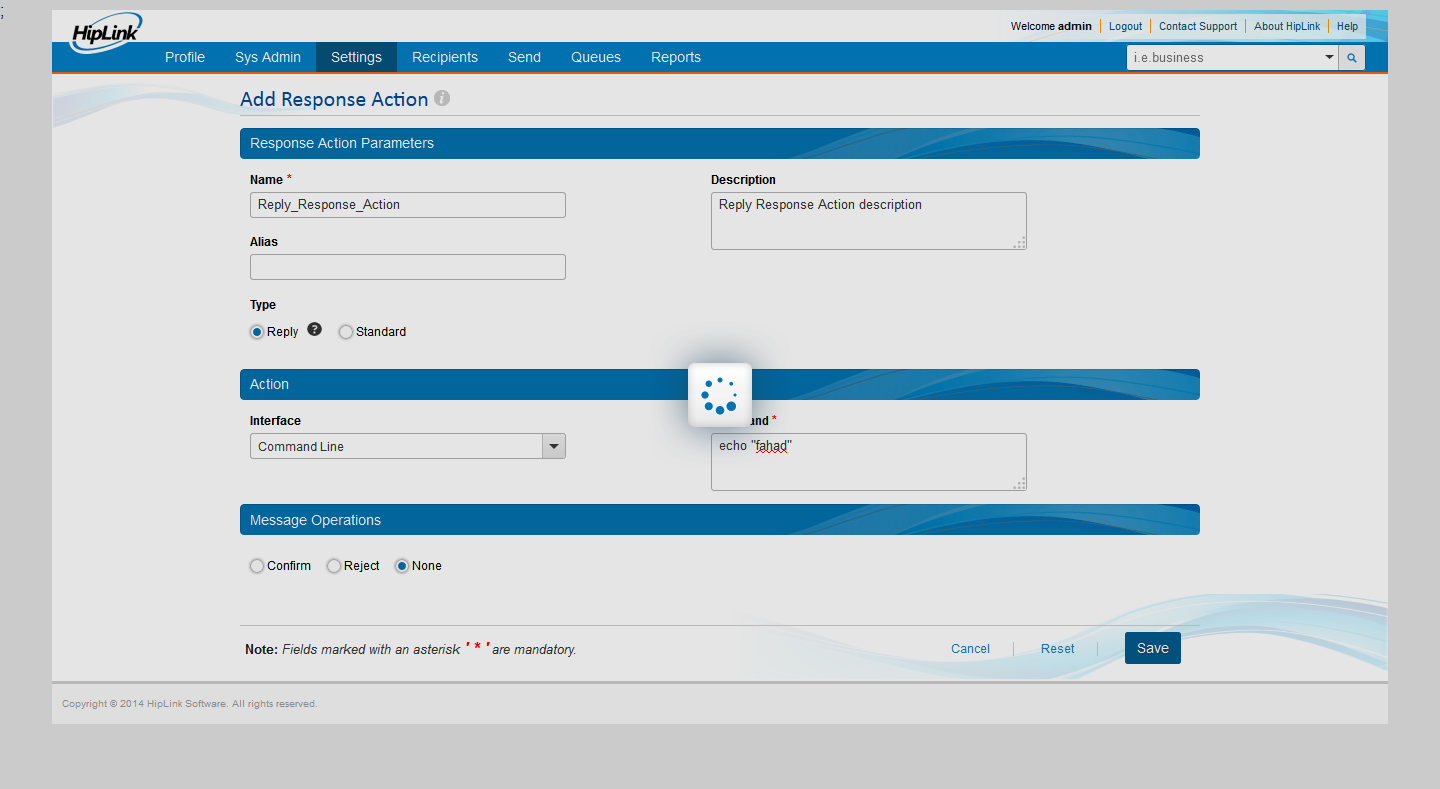 ;
HipLink
Welcome admin Logout Contact Support About HipLink Help
Profile Sys Admin Settings Recipients Send Queues Reports i.e.business
Add Response Action i
Response Action Parameters
Name * Description
Reply_Response_Action Reply Response Action description
Alias
Type
Reply ? Standard
Action
Interface and *
Command Line echo "fahad"
Message Operations
Confirm Reject None
Note: Fields marked with an asterisk ' * ' are mandatory. Cancel Reset Save
Copyright © 2014 HipLink Software. All rights reserved.